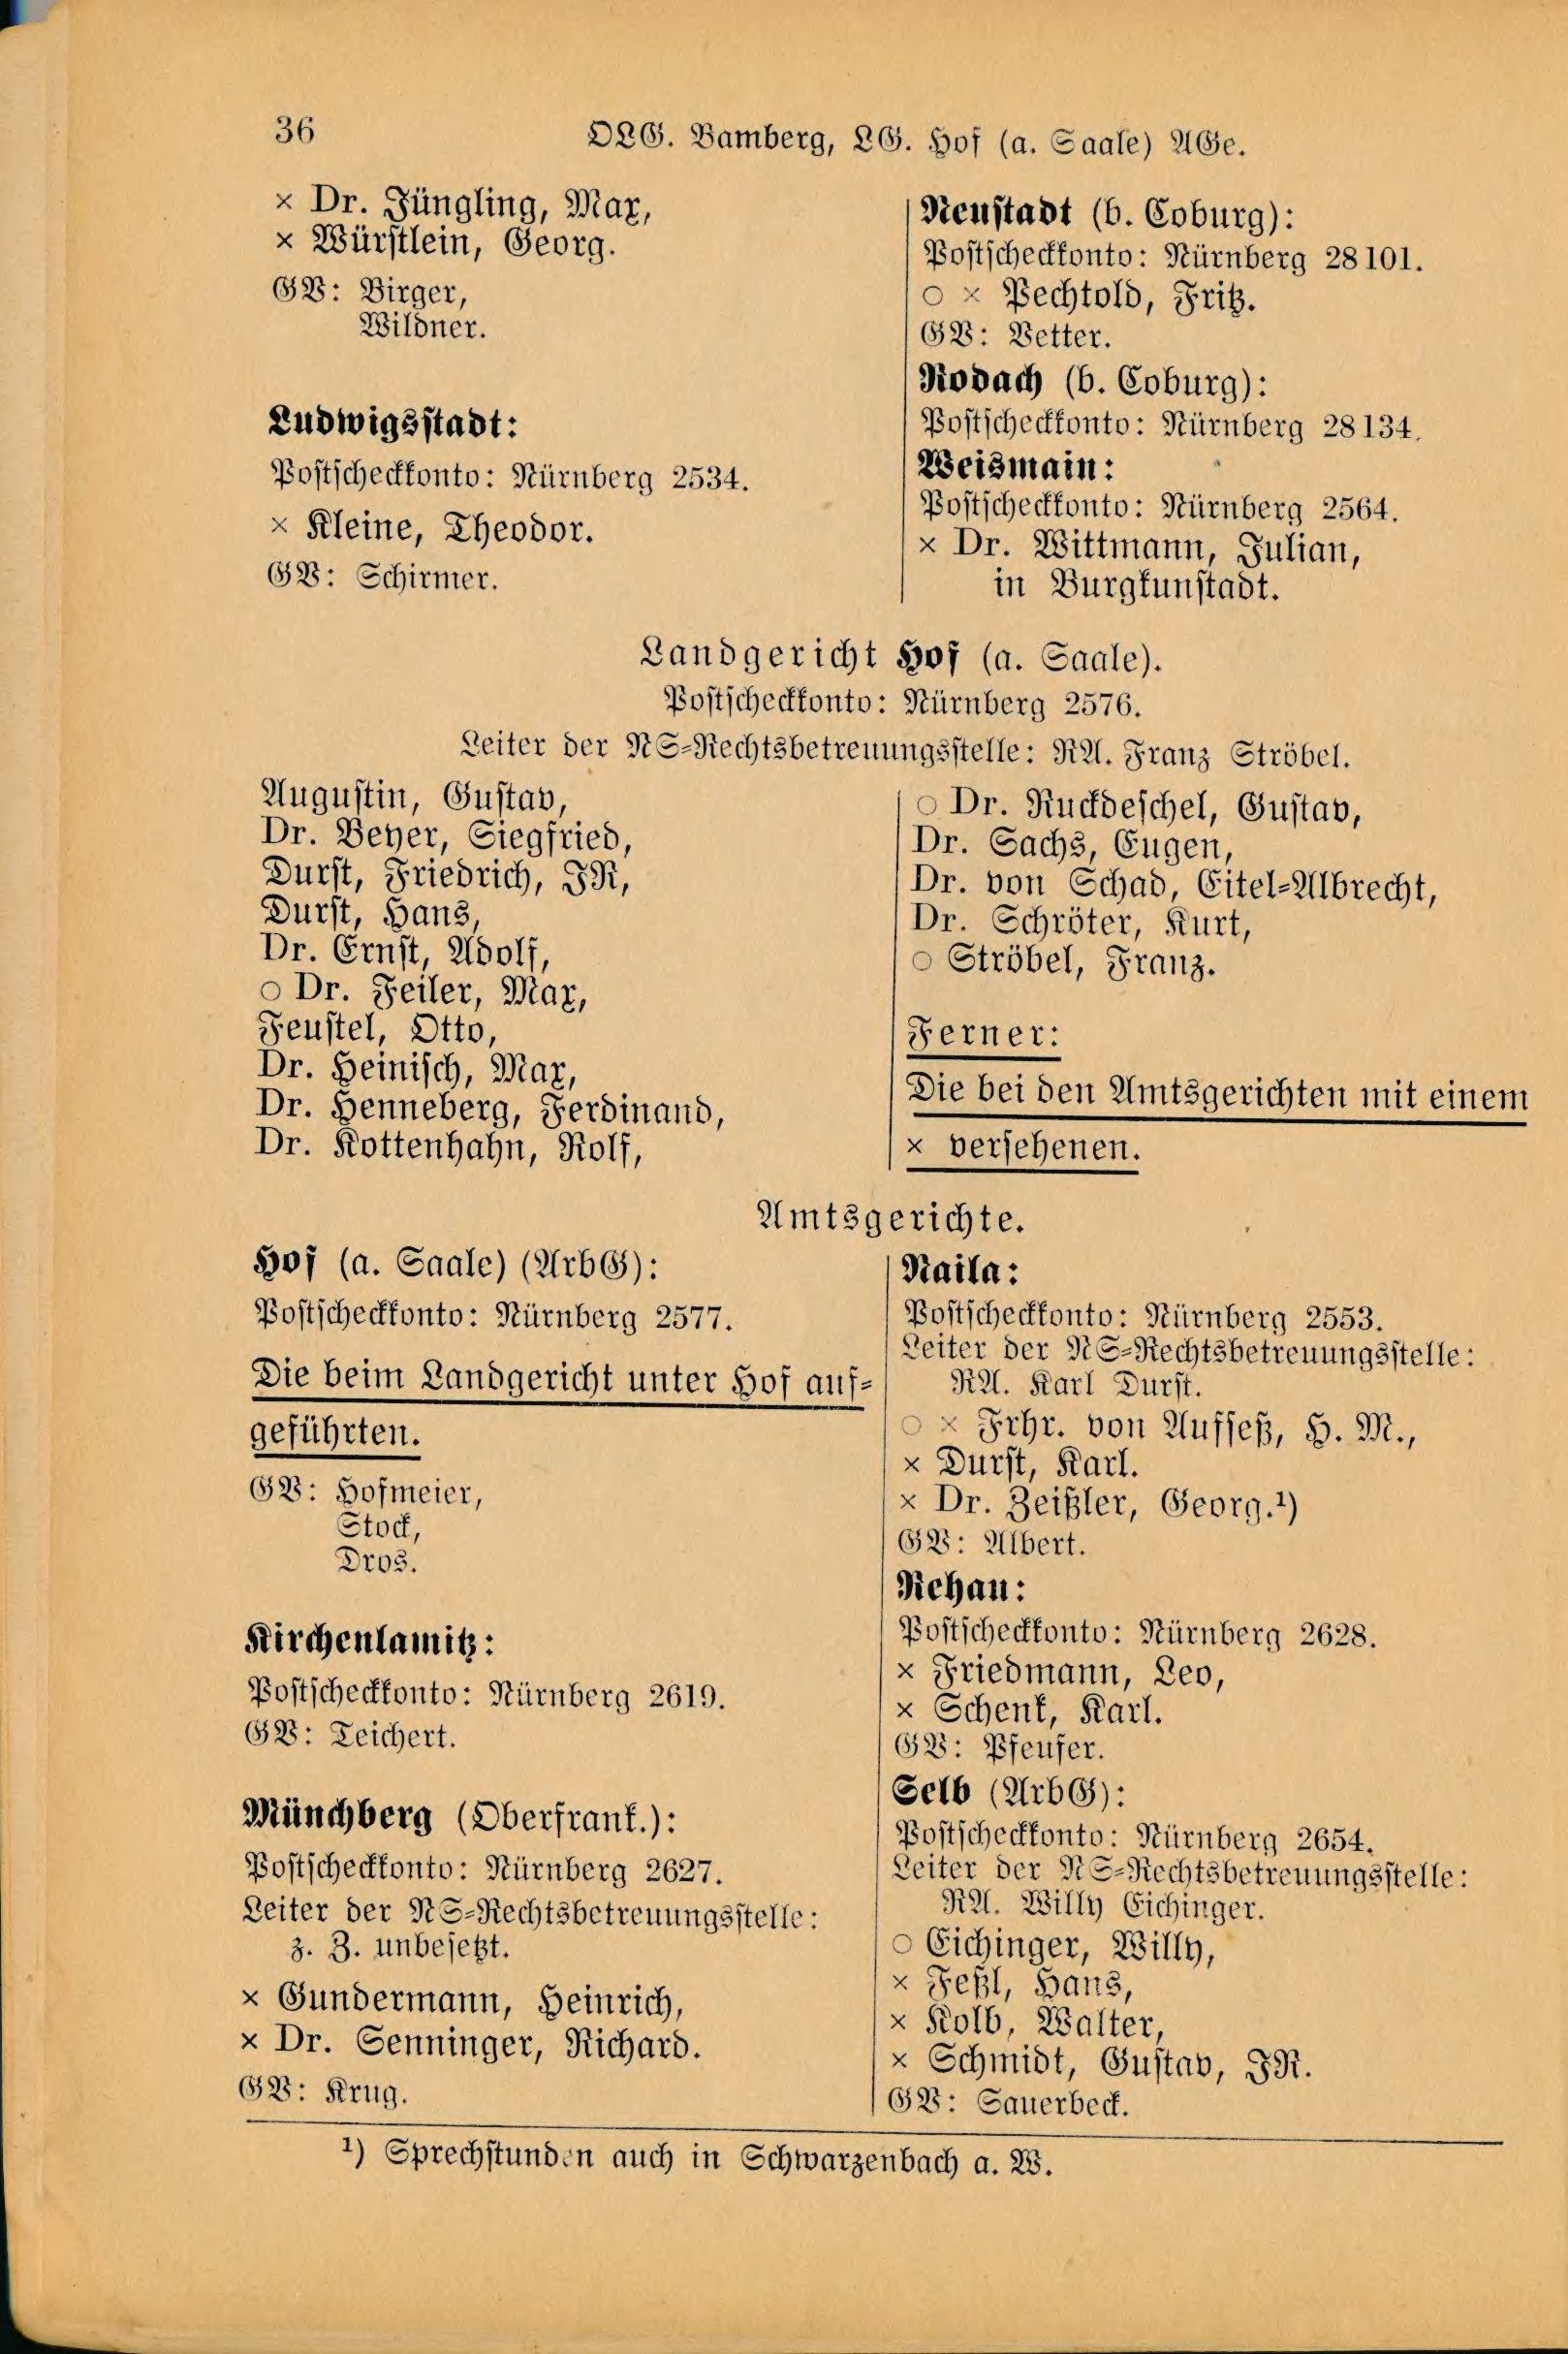 36
OLG. Bamberg, LG. Hof (a. Saale) AGe.
× Dr. Jüngling, Max,
× Würstlein, Georg.
GV: Birger,
Wildner.
Ludwigsstadt:
Postscheckkonto: Nürnberg 2534.
× Kleine, Theodor.
GV: Schirmer.
Neustadt (b. Coburg):
Postscheckkonto: Nürnberg 28101.
○ × Bechtold, Fritz.
GV: Vetter.
Rodach (b. Coburg):
Postscheckkonto: Nürnberg 28134.
Weismain:
Postscheckkonto: Nürnberg 2564.
× Dr. Wittmann, Julian,
in Burgkunstadt.
Landgericht Hof (a. Saale).
Postscheckkonto: Nürnberg 2576.
Leiter der NS-Rechtsbetreuungsstelle: RA. Franz Ströbel.
Augustin, Gustav,
Dr. Beyer, Siegfried,
Durst, Friedrich, JR,
Durst, Hans,
Dr. Ernst, Adolf,
○ Dr. Feiler, Max,
Feustel, Otto,
Dr. Heinisch, Max,
Dr. Henneberg, Ferdinand,
Dr. Kottenhahn, Rolf,
○ Dr. Ruckdeschel, Gustav,
Dr. Sachs, Eugen,
Dr. von Schad, Eitel-Albrecht,
Dr. Schröter, Kurt,
○ Ströbel, Franz.
Ferner:
Die bei den Amtsgerichten mit einem
× versehenen.
Amtsgerichte.
Hof (a. Saale) (ArbG):
Postscheckkonto: Nürnberg 2577.
Die beim Landgericht unter Hof auf-
geführten.
GV: Hofmeier,
Stock,
Dros.
Kirchenlamitz:
Postscheckkonto: Nürnberg 2619.
GV: Teichert.
Münchberg (Oberfrank.):
Postscheckkonto: Nürnberg 2627.
Leiter der NS-Rechtsbetreuungsstelle:
z. Z. unbesetzt.
× Gundermann, Heinrich,
× Dr. Senninger, Richard.
GV: Krug.
Naila:
Postscheckkonto: Nürnberg 2553.
Leiter der NS-Rechtsbetreuungsstelle:
RA. Karl Durst.
○ × Frhr. von Aufseß, H. M.,
× Durst, Karl.
× Dr. Zeißler, Georg.¹)
GV: Albert.
Rehau:
Postscheckkonto: Nürnberg 2628.
× Friedmann, Leo,
× Schenk, Karl.
GV: Pfeufer.
Selb (ArbG):
Postscheckkonto: Nürnberg 2654.
Leiter der NS-Rechtsbetreuungsstelle:
RA. Willy Eichinger.
○ Eichinger, Willy,
× Feßl, Hans,
× Kolb, Walter,
× Schmidt, Gustav, JR.
GV: Sauerbeck.
¹) Sprechstunden auch in Schwarzenbach a. W.